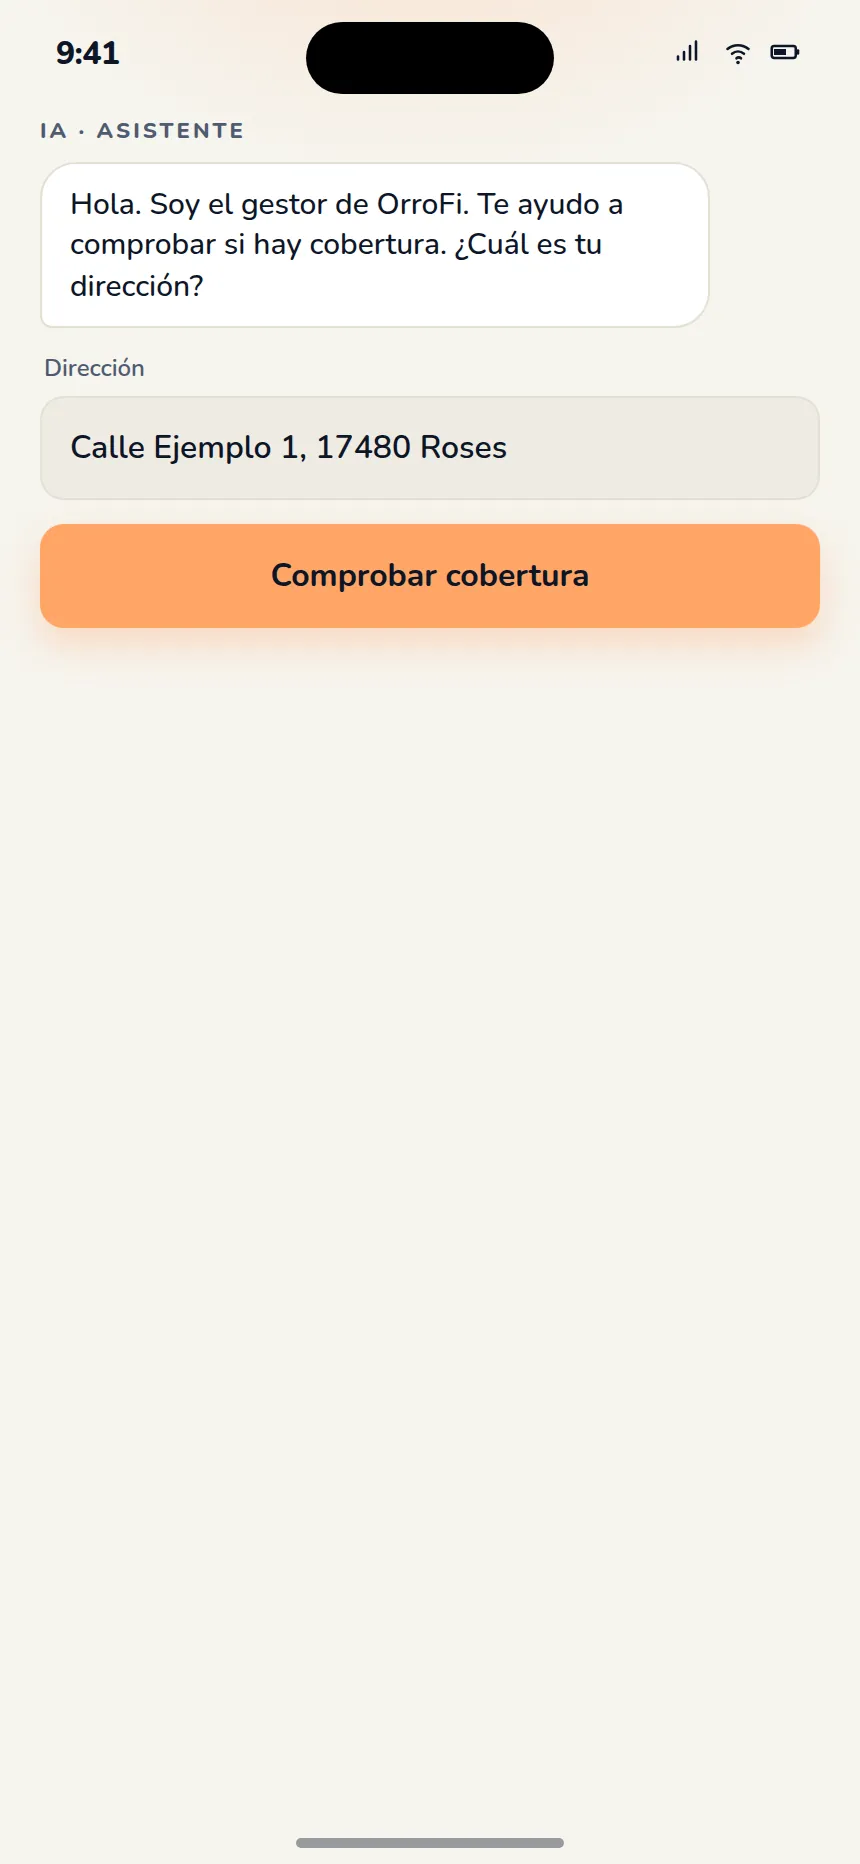 9:41
IA · ASISTENTE
Hola. Soy el gestor de OrroFi. Te ayudo a
comprobar si hay cobertura. ¿Cuál es tu
dirección?
Dirección
Calle Ejemplo 1, 17480 Roses
Comprobar cobertura